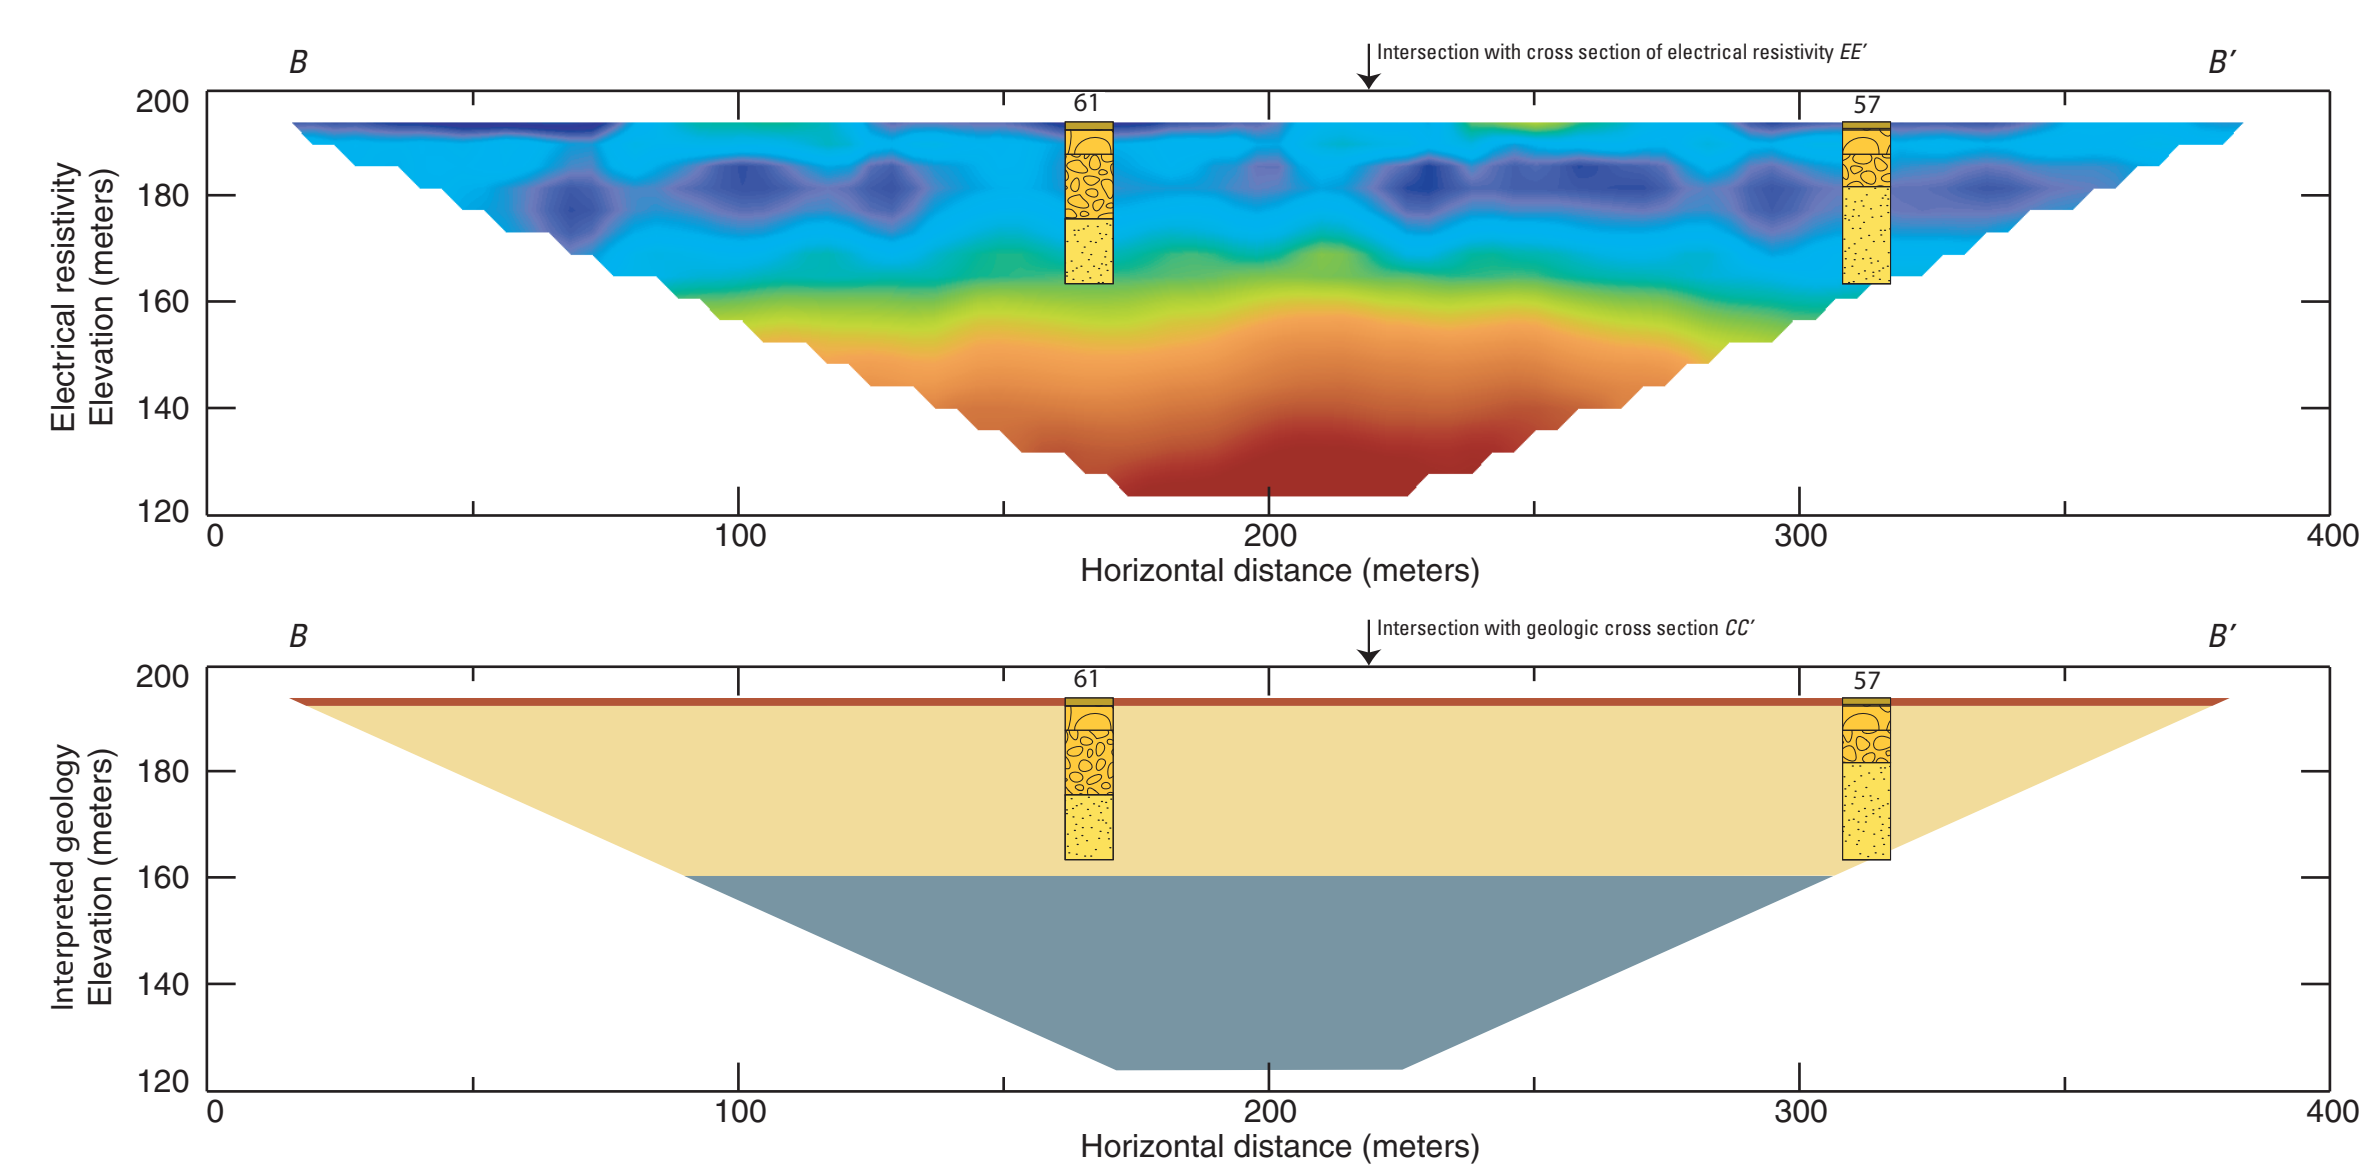 B
Intersection with cross section of electrical resistivity EE′
B′
61
57
200
180
160
140
120
Electrical resistivity
Elevation (meters)
0
100
200
300
400
Horizontal distance (meters)
B
Intersection with geologic cross section CC′
B′
61
57
200
180
160
140
120
Interpreted geology
Elevation (meters)
0
100
200
300
400
Horizontal distance (meters)